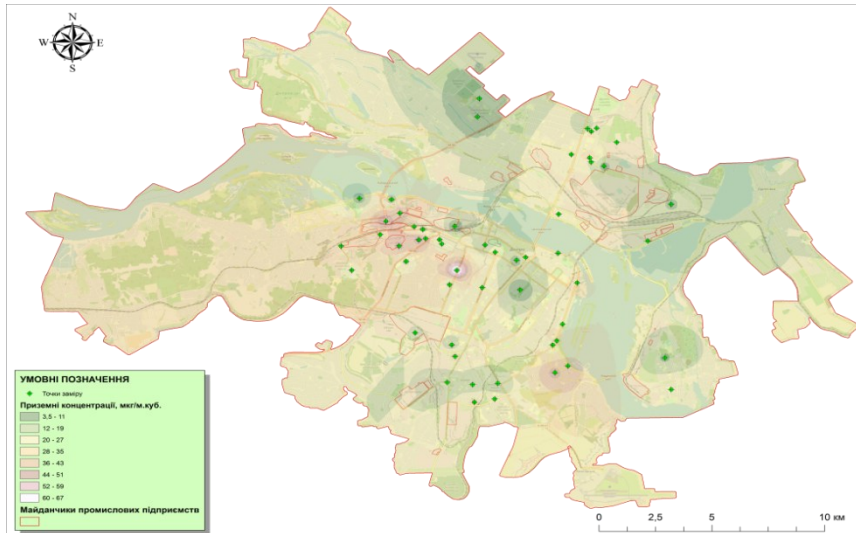 N
W E
S
УМОВНІ ПОЗНАЧЕННЯ
Точки заміру
Приземні концентрації, мкг/м.куб.
3,5 - 11
12 - 19
20 - 27
28 - 35
36 - 43
44 - 51
52 - 59
60 - 67
Майданчики промислових підприємств
0 2,5 5 10 км